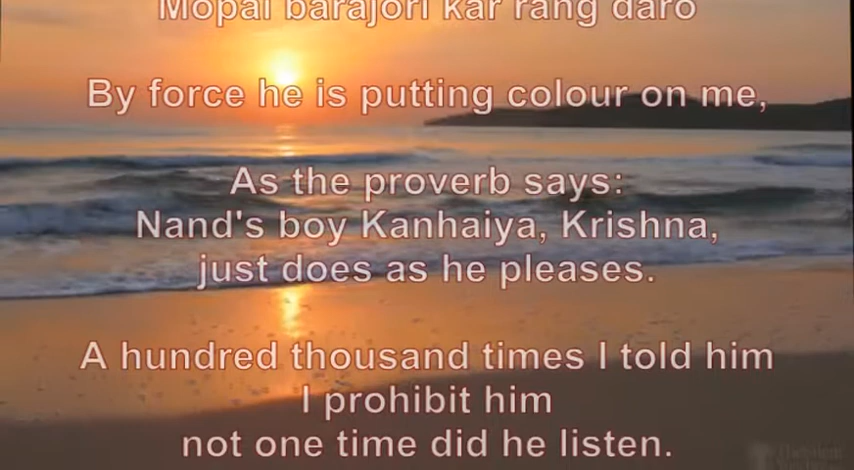 Mopai barajori kar rang daro
By force he is putting colour on me,
As the proverb says:
Nand's boy Kanhaiya, Krishna,
just does as he pleases.
A hundred thousand times I told him
I prohibit him
not one time did he listen.